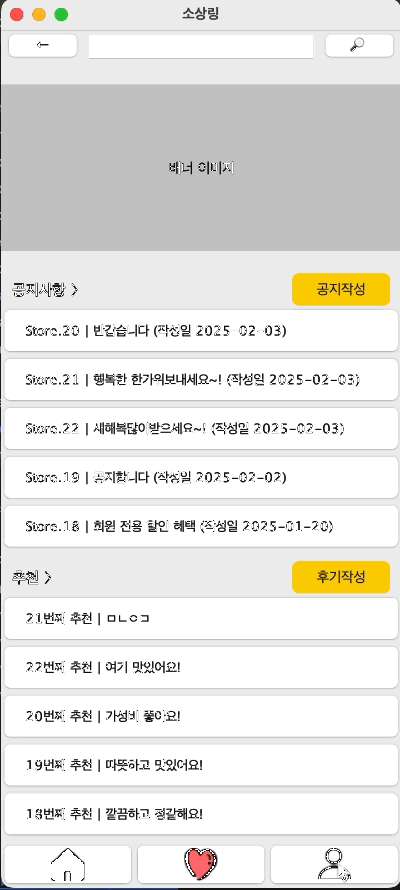 소상링
←
배너 이미지
공지사항 >
공지작성
Store.20 | 반갑습니다 (작성일 2025-02-03)
Store.21 | 행복한 한가위보내세요~! (작성일 2025-02-03)
Store.22 | 새해복많이받으세요~! (작성일 2025-02-03)
Store.19 | 공지합니다 (작성일 2025-02-02)
Store.18 | 회원 전용 할인 혜택 (작성일 2025-01-20)
추천 >
후기작성
21번째 추천 | ㅁㄴㅇㄹ
22번째 추천 | 여기 맛있어요!
20번째 추천 | 가성비 좋아요!
19번째 추천 | 따뜻하고 맛있어요!
18번째 추천 | 깔끔하고 정갈해요!